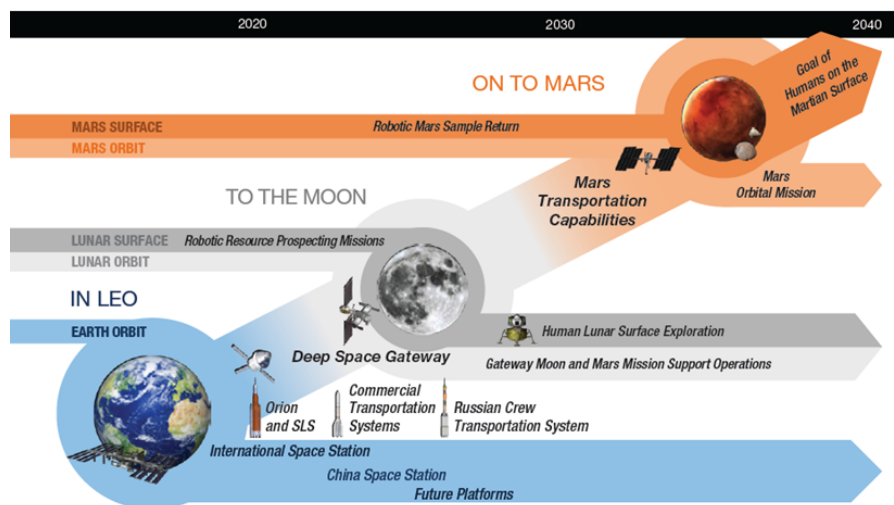 2020
2030
2040
ON TO MARS
Goal of
Humans on the
Martian Surface
MARS SURFACE
Robotic Mars Sample Return
MARS ORBIT
Mars
Orbital Mission
Mars
Transportation
Capabilities
TO THE MOON
LUNAR SURFACE
Robotic Resource Prospecting Missions
LUNAR ORBIT
IN LEO
EARTH ORBIT
Deep Space Gateway
Human Lunar Surface Exploration
Gateway Moon and Mars Mission Support Operations
Orion
and SLS
Commercial
Transportation
Systems
Russian Crew
Transportation System
International Space Station
China Space Station
Future Platforms